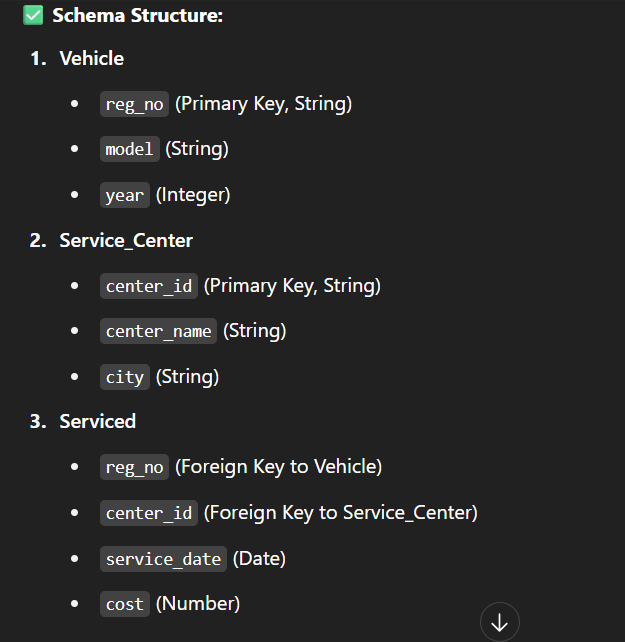 ✅ Schema Structure:
1. Vehicle
• reg_no (Primary Key, String)
• model (String)
• year (Integer)
2. Service_Center
• center_id (Primary Key, String)
• center_name (String)
• city (String)
3. Serviced
• reg_no (Foreign Key to Vehicle)
• center_id (Foreign Key to Service_Center)
• service_date (Date)
• cost (Number)